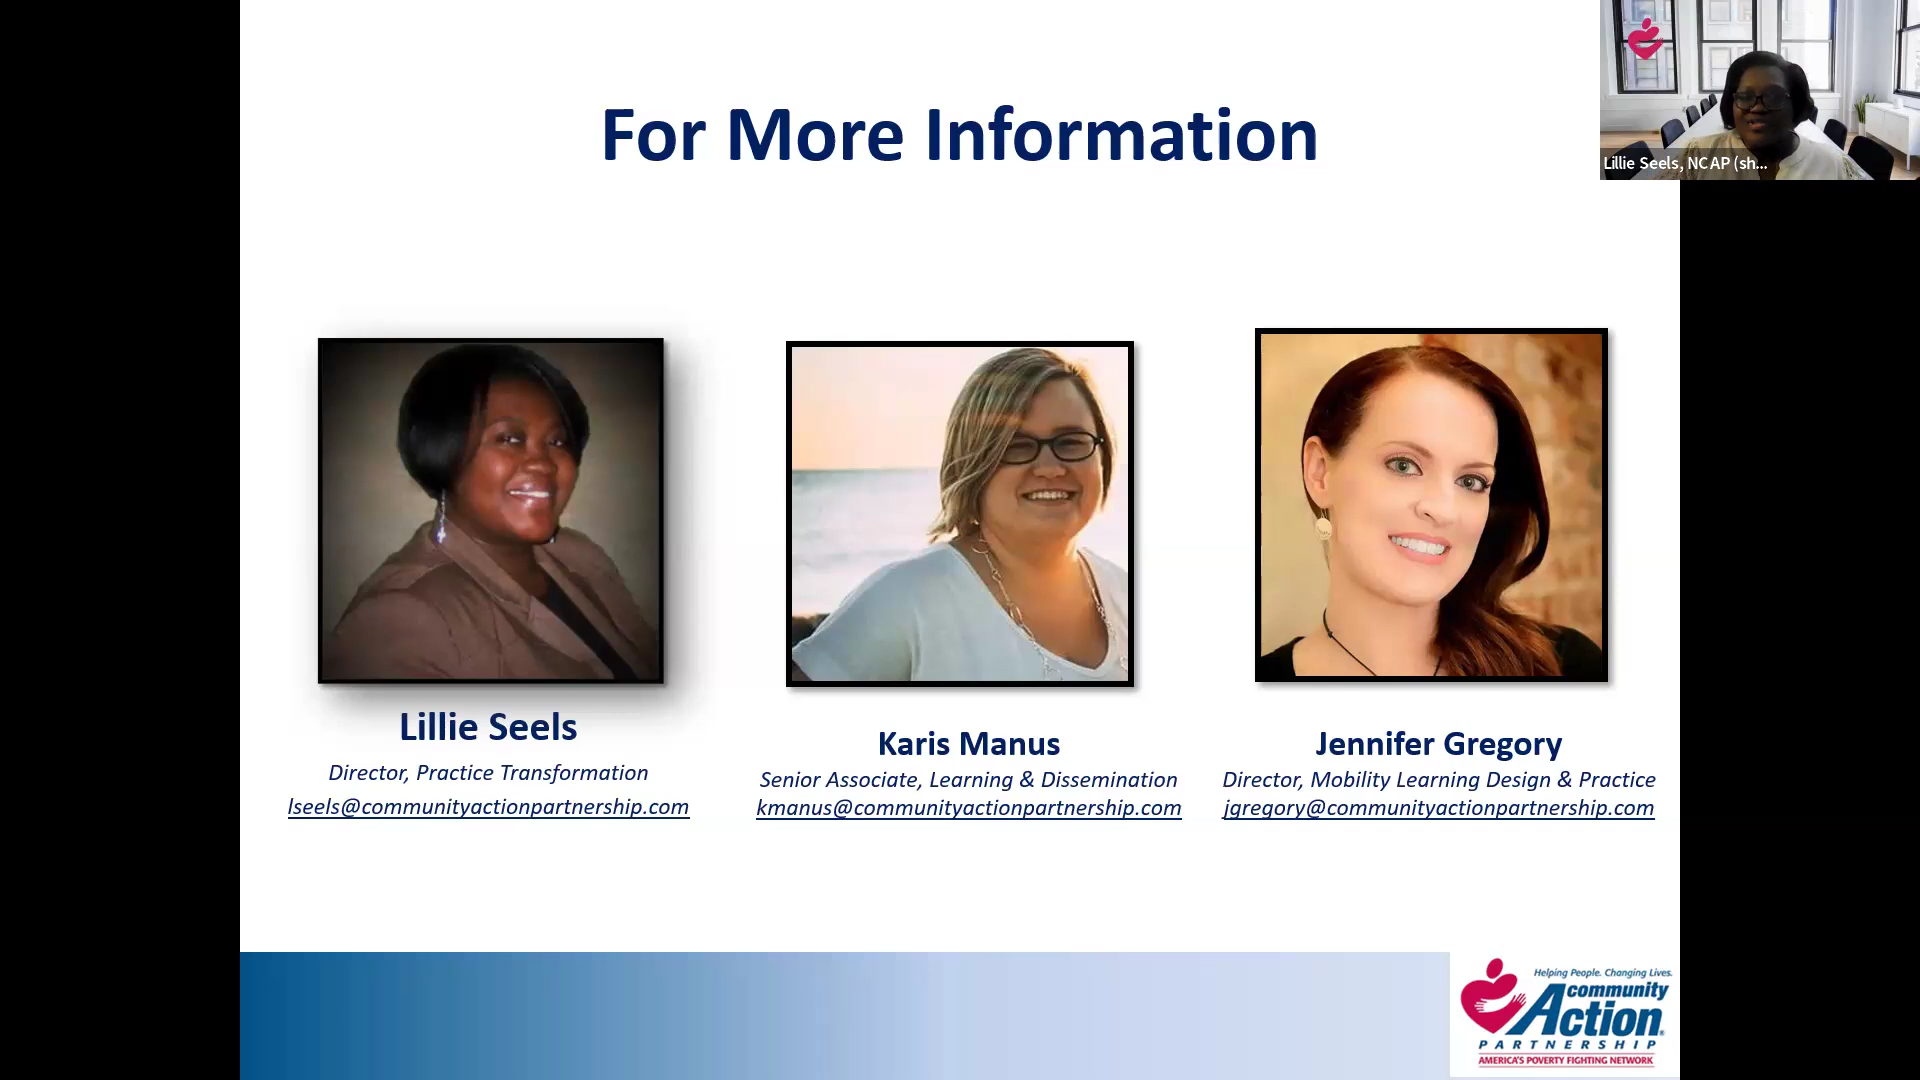 For More Information
Lillie Seels, NCAP (sh...
Lillie Seels
Director, Practice Transformation
lseels@communityactionpartnership.com
Karis Manus
Senior Associate, Learning & Dissemination
kmanus@communityactionpartnership.com
Jennifer Gregory
Director, Mobility Learning Design & Practice
jgregory@communityactionpartnership.com
Helping People. Changing Lives.
community
Action
PARTNERSHIP
AMERICA'S POVERTY FIGHTING NETWORK